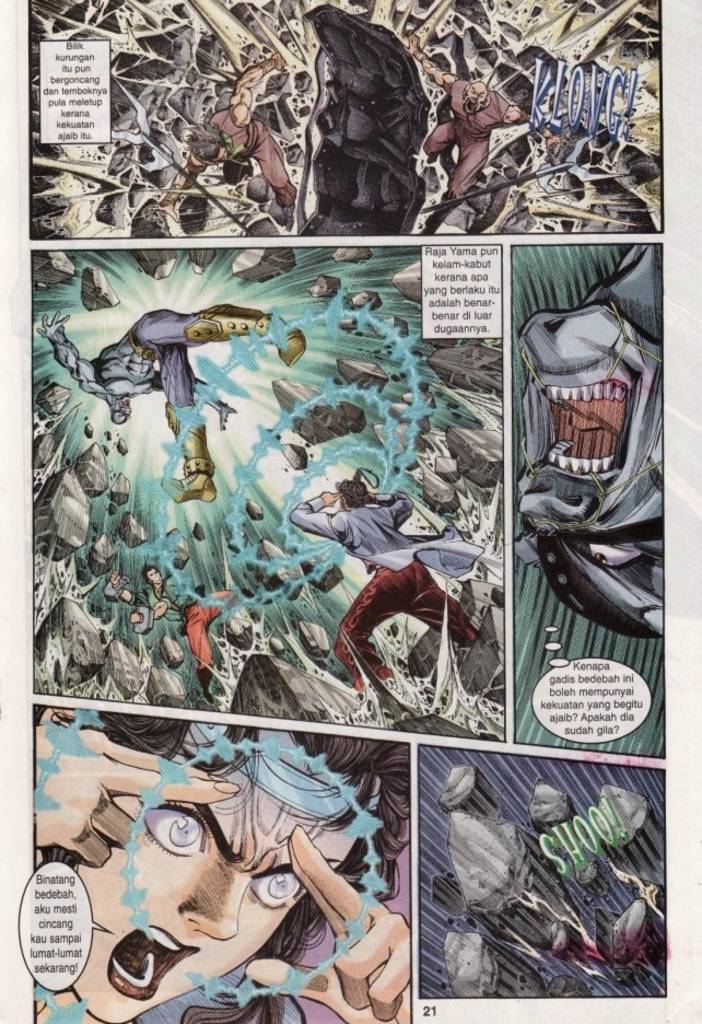 Bilik
kurungan
itu pun
bergoncang
dan temboknya
pula meletup
kerana
kekuatan
ajaib itu.
KLONG!
Raja Yama pun
kelam-kabut
kerana apa
yang berlaku itu
adalah benar-
benar di luar
dugaannya.
Kenapa
gadis bedebah ini
boleh mempunyai
kekuatan yang begitu
ajaib? Apakah dia
sudah gila?
Binatang
bedebah,
aku mesti
cincang
kau sampai
lumat-lumat
sekarang!
SHOO!
21